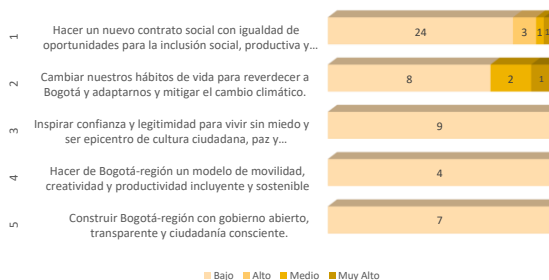 1
Hacer un nuevo contrato social con igualdad de
oportunidades para la inclusión social, productiva y…
24 3 1 1
2
Cambiar nuestros hábitos de vida para reverdecer a
Bogotá y adaptarnos y mitigar el cambio climático.
8 2 1
3
Inspirar confianza y legitimidad para vivir sin miedo y
ser epicentro de cultura ciudadana, paz y…
9
4
Hacer de Bogotá-región un modelo de movilidad,
creatividad y productividad incluyente y sostenible
4
5
Construir Bogotá-región con gobierno abierto,
transparente y ciudadanía consciente.
7
Bajo Alto Medio Muy Alto